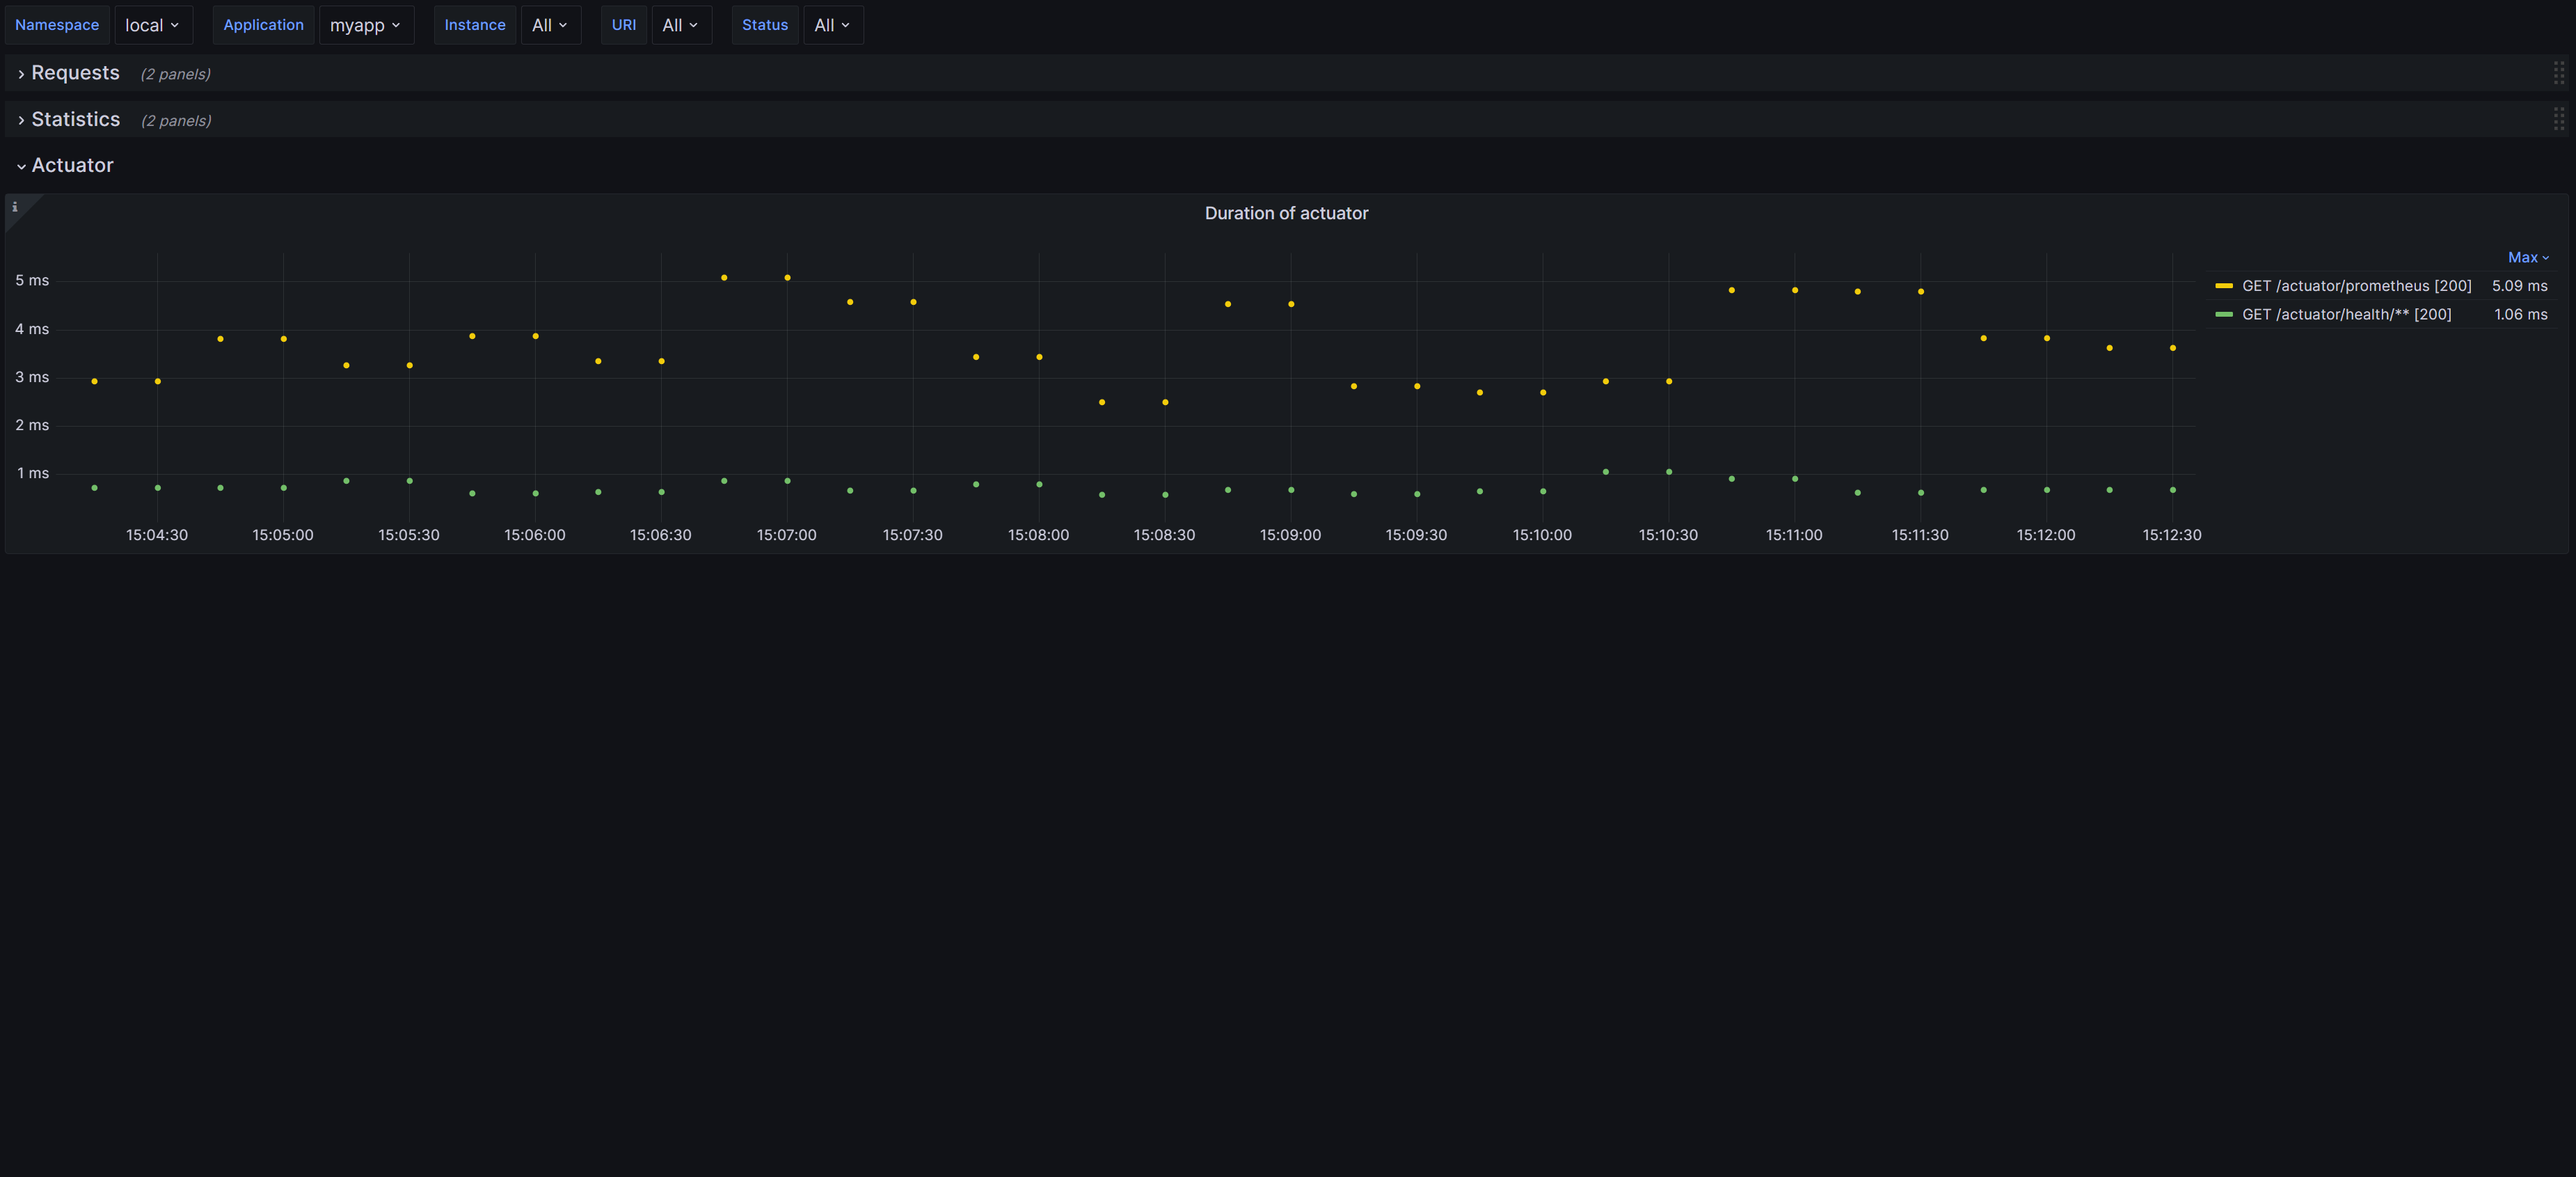 Namespace local Application myapp Instance All URI All Status All
Requests (2 panels)
Statistics (2 panels)
Actuator
i
Duration of actuator
5 ms
4 ms
3 ms
2 ms
1 ms
15:04:30 15:05:00 15:05:30 15:06:00 15:06:30 15:07:00 15:07:30 15:08:00 15:08:30 15:09:00 15:09:30 15:10:00 15:10:30 15:11:00 15:11:30 15:12:00 15:12:30
Max
GET /actuator/prometheus [200] 5.09 ms
GET /actuator/health/** [200] 1.06 ms